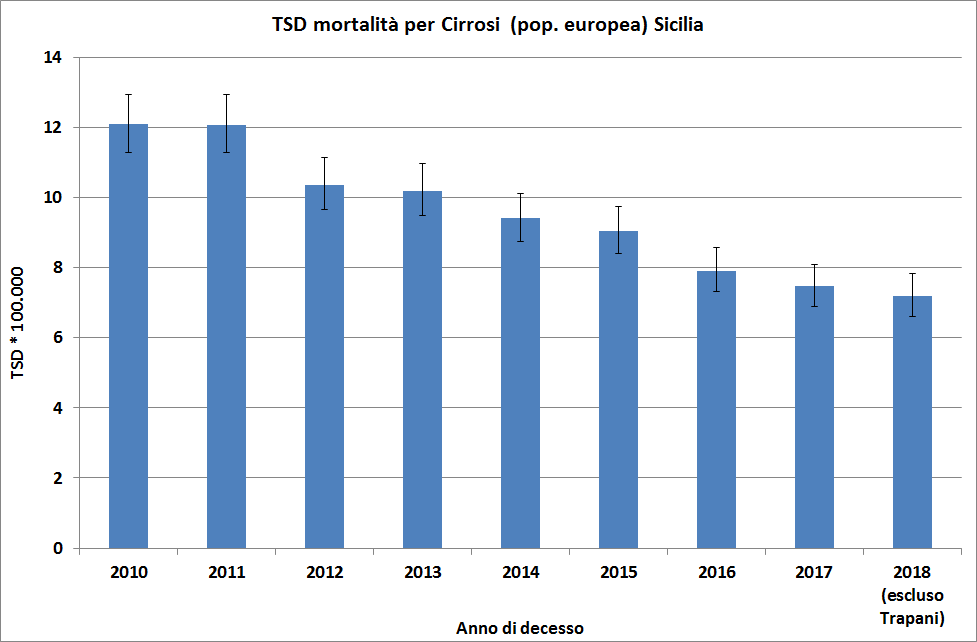 TSD mortalità per Cirrosi (pop. europea) Sicilia
14
12
10
8
6
4
2
0
TSD * 100.000
2010 2011 2012 2013 2014 2015 2016 2017 2018
(escluso
Trapani)
Anno di decesso